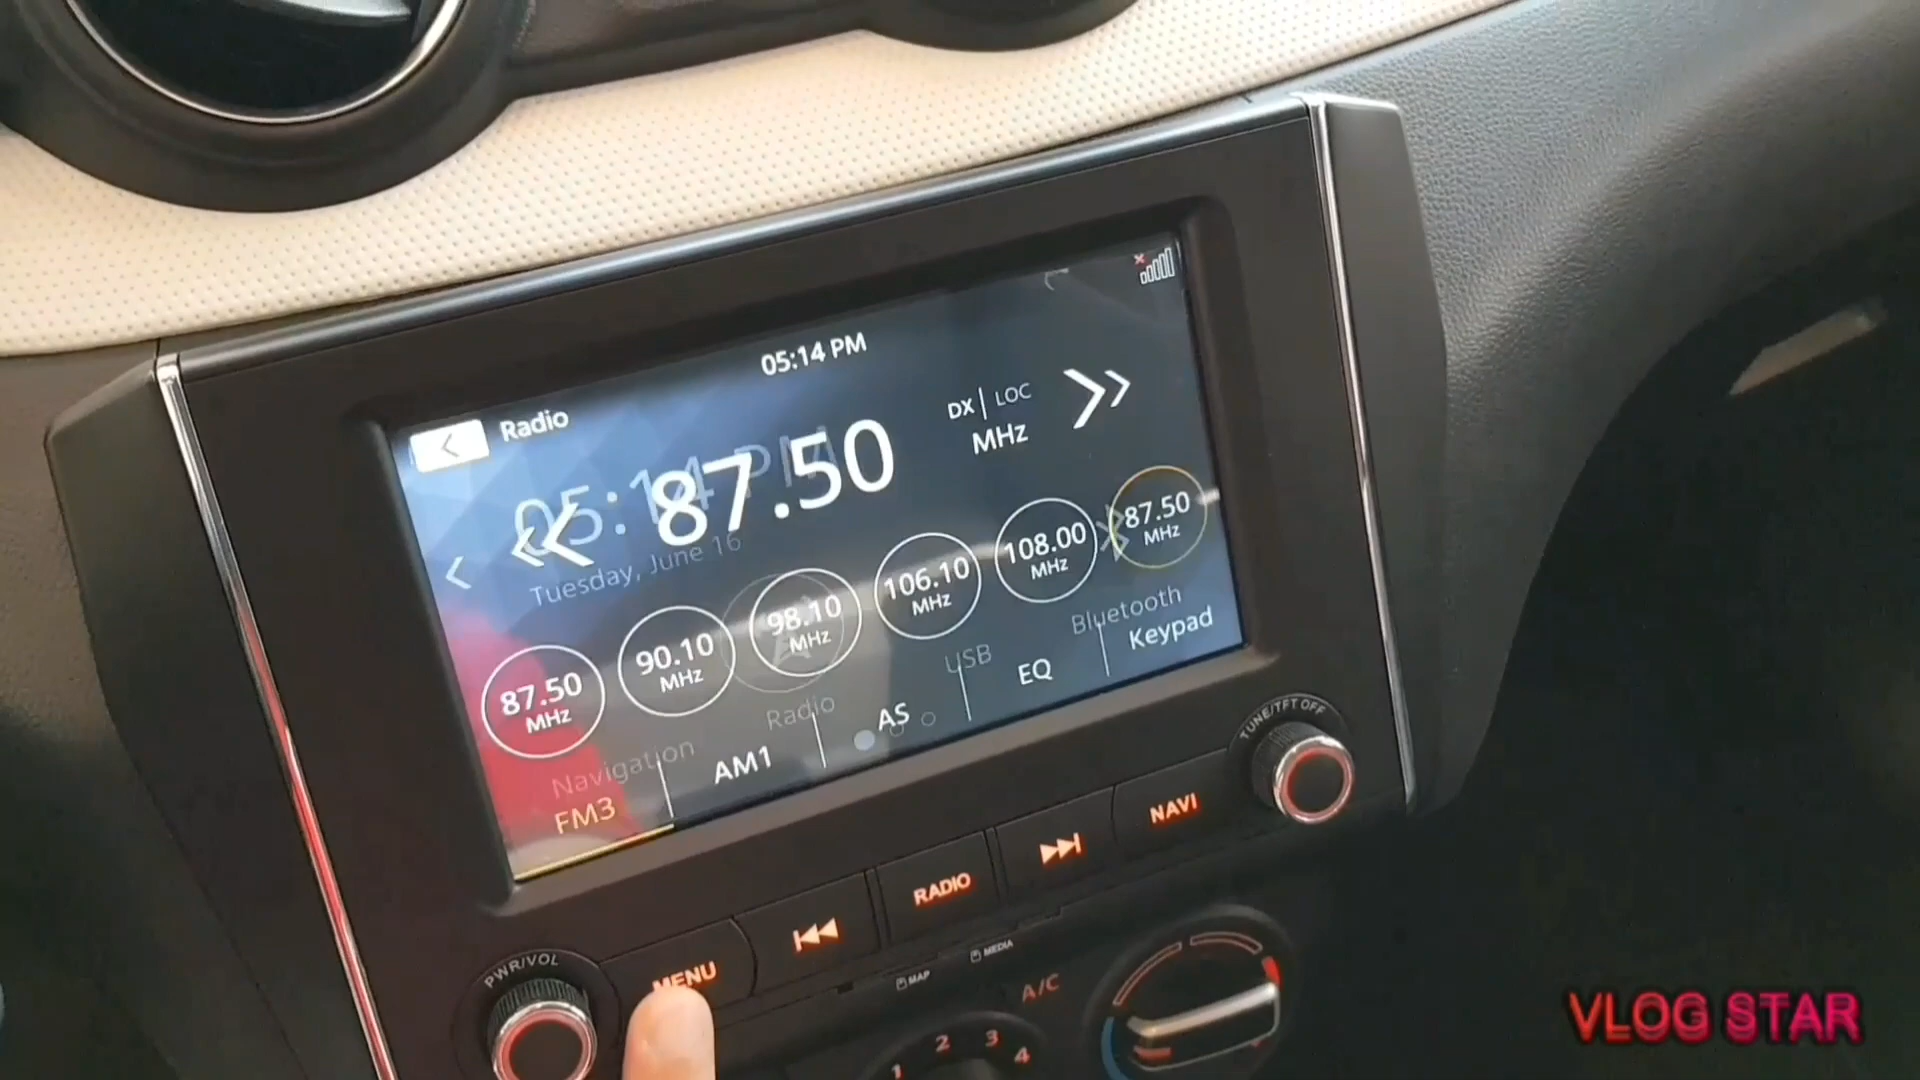 05:14 PM
Radio
DX | LOC
MHz
87.50
05:14 PM
Tuesday, June 16
87.50
MHz
90.10
MHz
98.10
MHz
106.10
MHz
108.00
MHz
87.50
MHz
Navigation
Radio
USB
Bluetooth
FM3
AM1
AS
EQ
Keypad
TUNE/TFT OFF
PWR/VOL
MENU
RADIO
NAVI
MAP
MEDIA
A/C
1
2
3
4
VLOG STAR